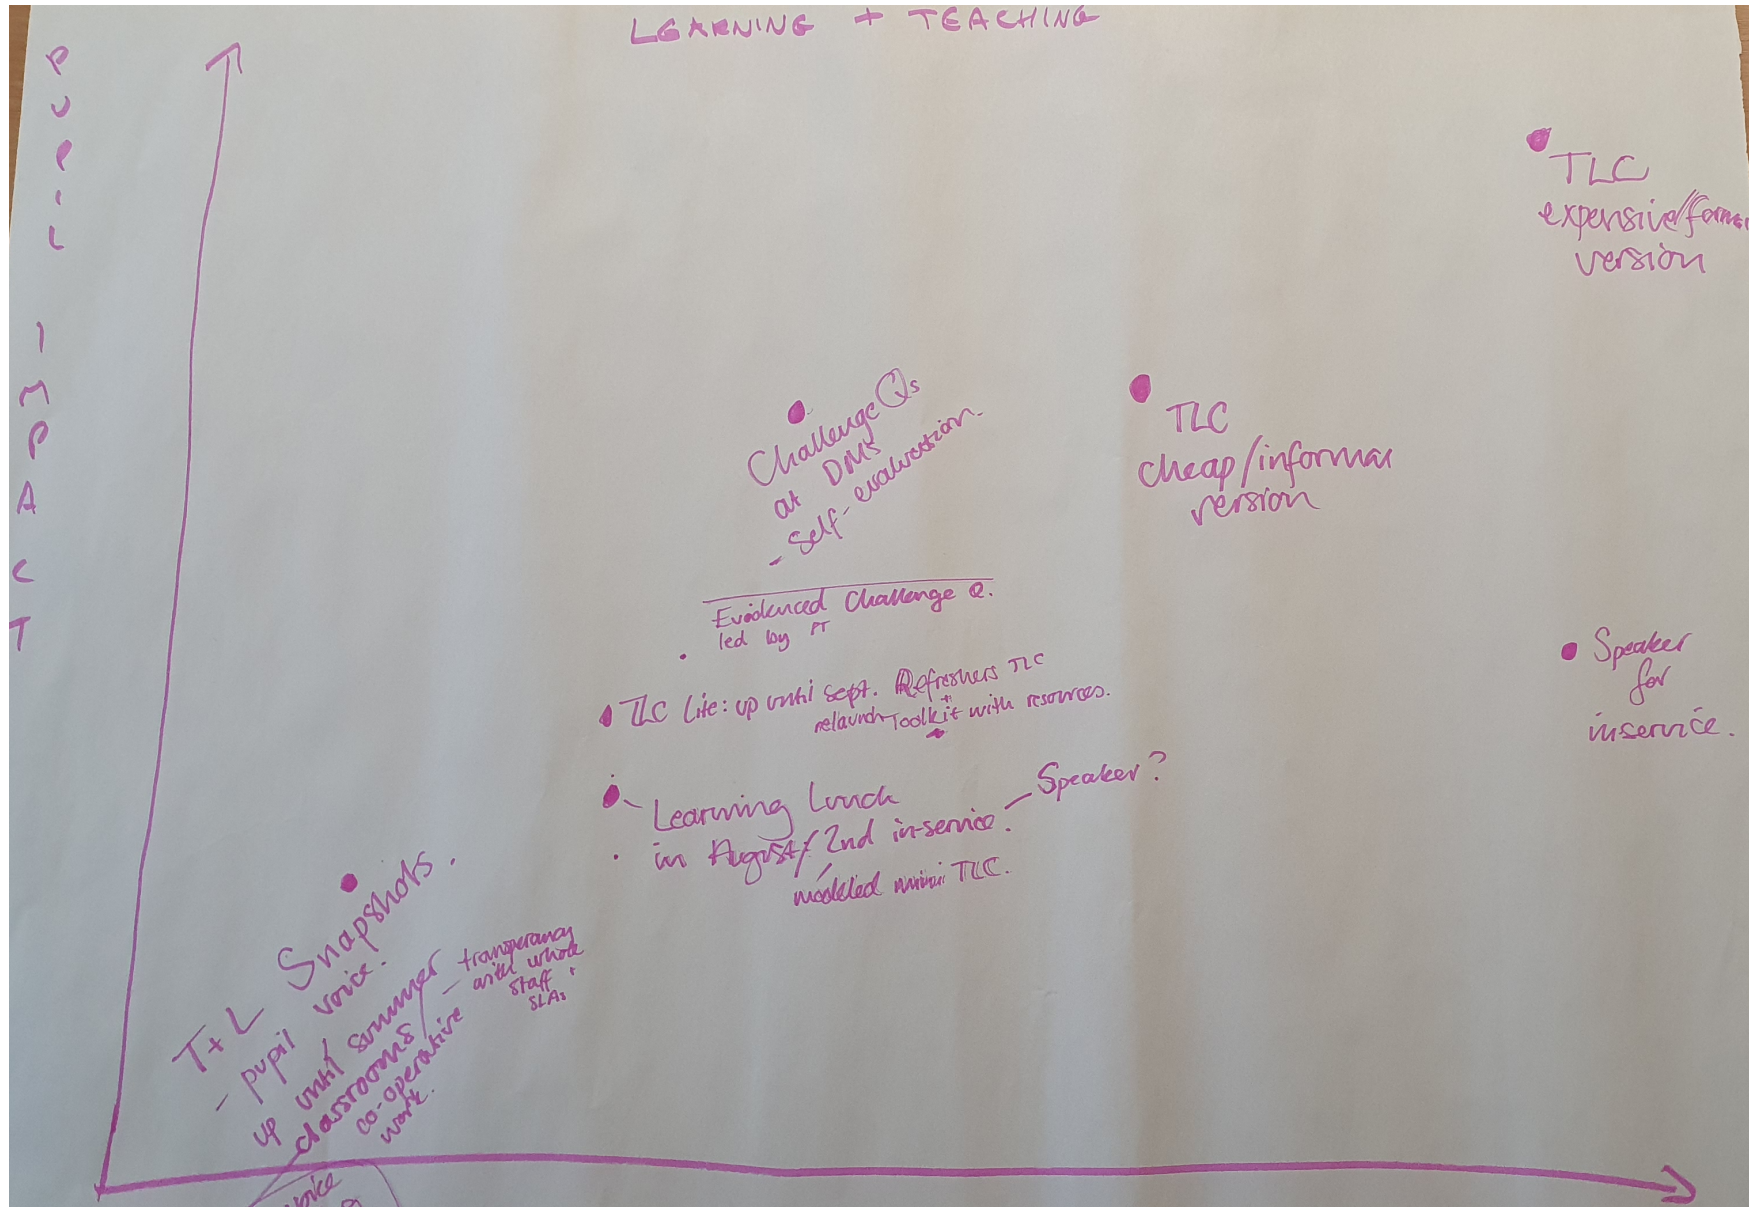 LEARNING + TEACHING
PUPIL IMPACT
TLC
expensive/forma
version
Challenge Qs
at DMs
- Self-evaluation.
TLC
cheap/informal
version
Evidenced Challenge Q.
led by PT
Speaker
for
inservice.
TLC Lite: up until sept. Refreshers TLC
+
relaunch Toolkit with resources.
Learning Lunch
in August/2nd in-service. - Speaker?
modelled mini TLC.
T+L Snapshots.
- pupil voice.
up until summer
classrooms/
co-operative
work.
- transperancy
with whole
staff
SLAs
voice